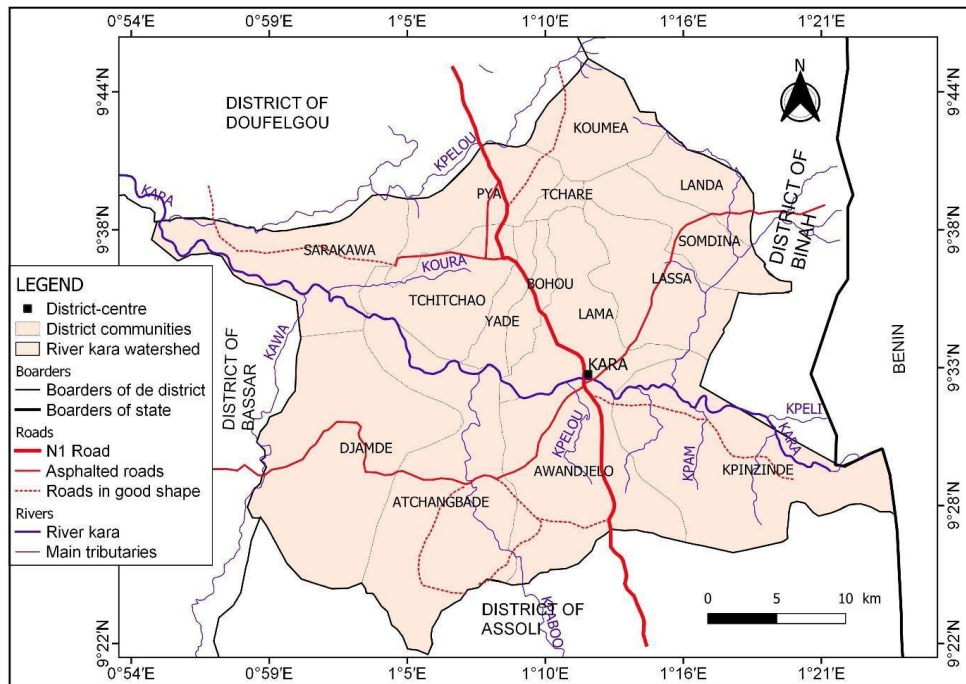 0°54'E
0°59'E
1°5'E
1°10'E
1°16'E
1°21'E
9°44'N
9°44'N
N
DISTRICT OF
DOUFELGOU
KOUMEA
KPELOU
LANDA
KARA
PYA
TCHARE
DISTRICT OF
BINAH
9°38'N
9°38'N
SARAKAWA
SOMDINA
KOURA
LASSA
BOHOU
TCHITCHAO
LAMA
YADE
KAWA
KARA
BENIN
9°33'N
9°33'N
DISTRICT OF
BASSAR
KPELI
KARA
DJAMDE
KPELOU
AWANDJELO
KPAM
KPINZINDE
ATCHANGBADE
9°28'N
9°28'N
DISTRICT OF
ASSOLI
0
5
10 km
9°22'N
9°22'N
LEGEND
District-centre
District communities
River kara watershed
Boarders
Boarders of de district
Boarders of state
Roads
N1 Road
Asphalted roads
Roads in good shape
Rivers
River kara
Main tributaries
0°54'E
0°59'E
1°5'E
1°10'E
1°16'E
1°21'E